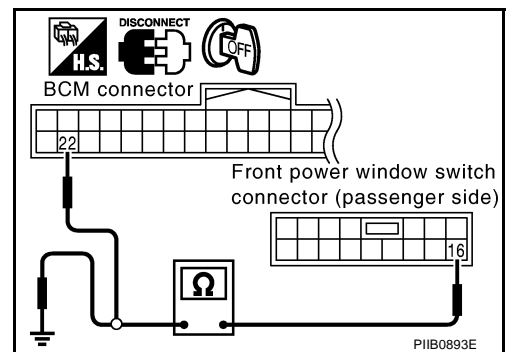 DISCONNECT
H.S.
OFF
BCM connector
22
Front power window switch
connector (passenger side)
16
Ω
PIIB0893E